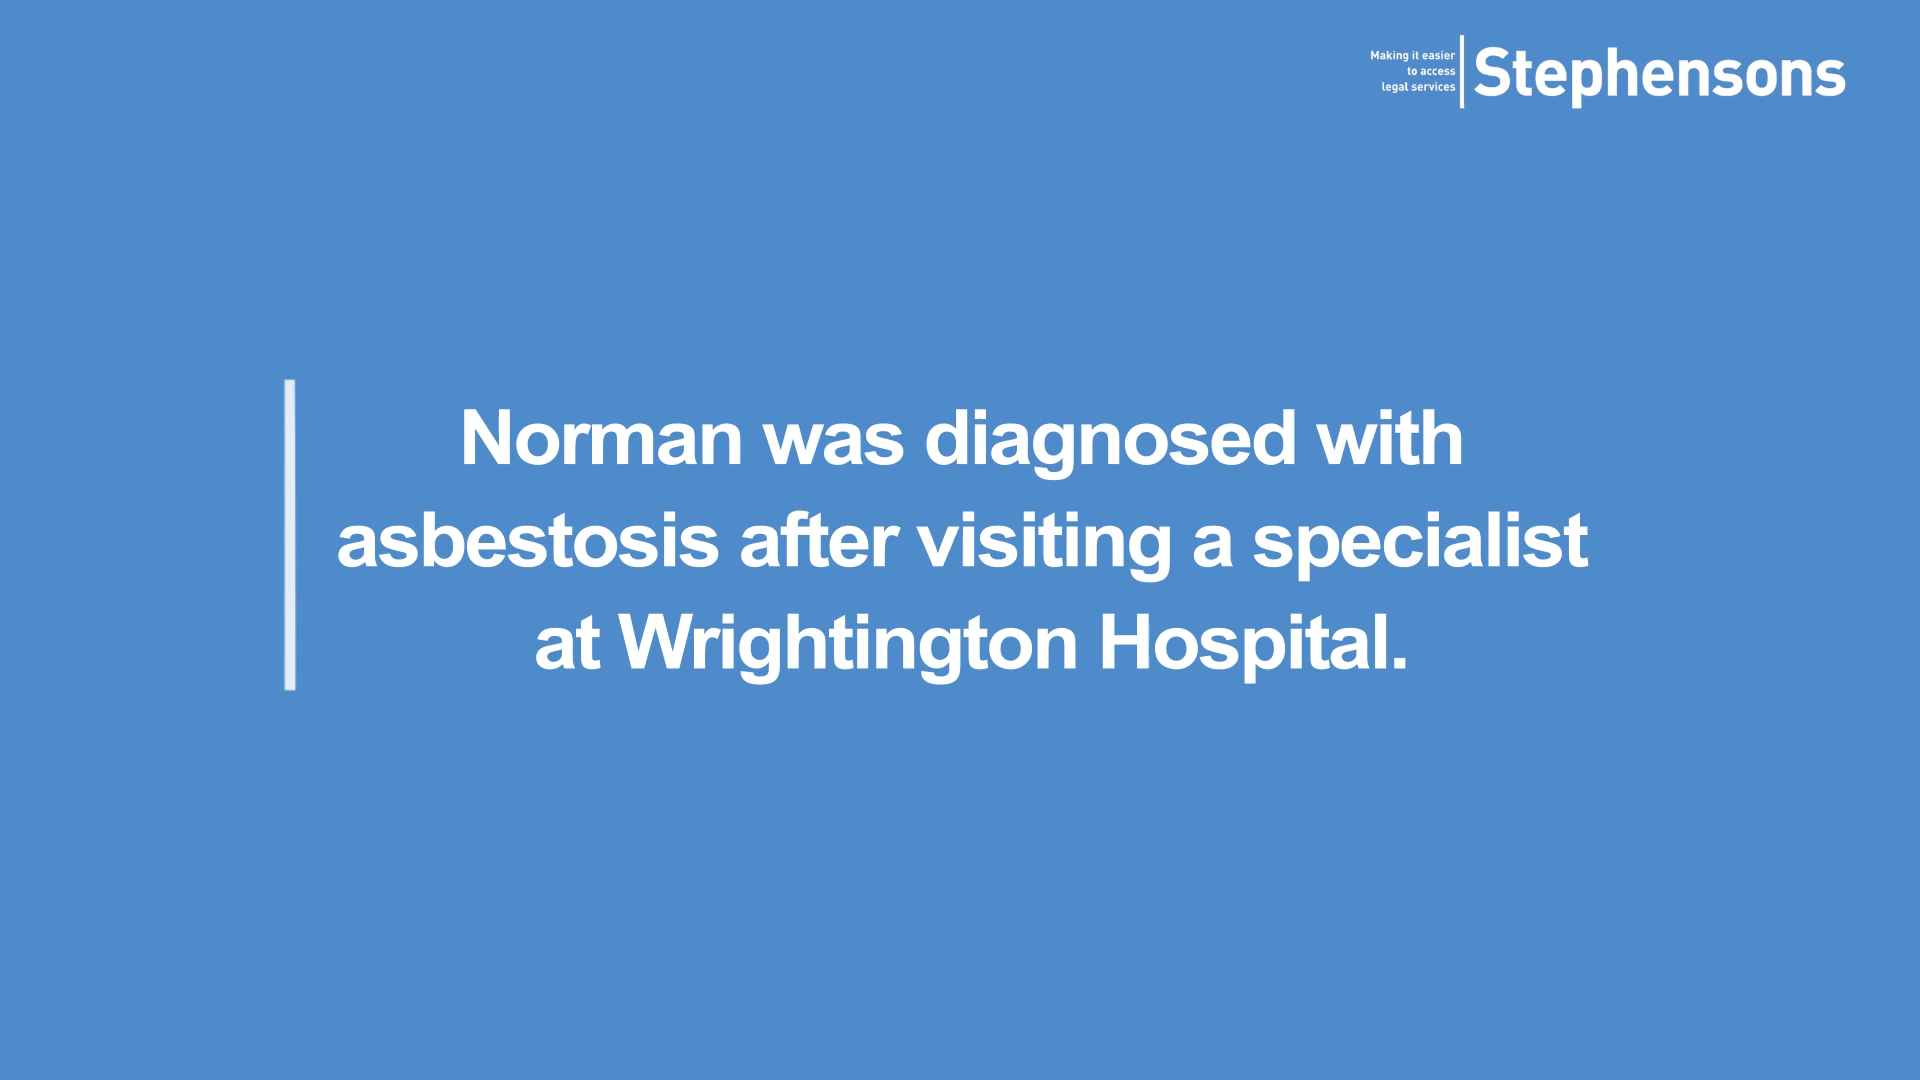 Making it easier
to access
legal services
Stephensons
Norman was diagnosed with
asbestosis after visiting a specialist
at Wrightington Hospital.